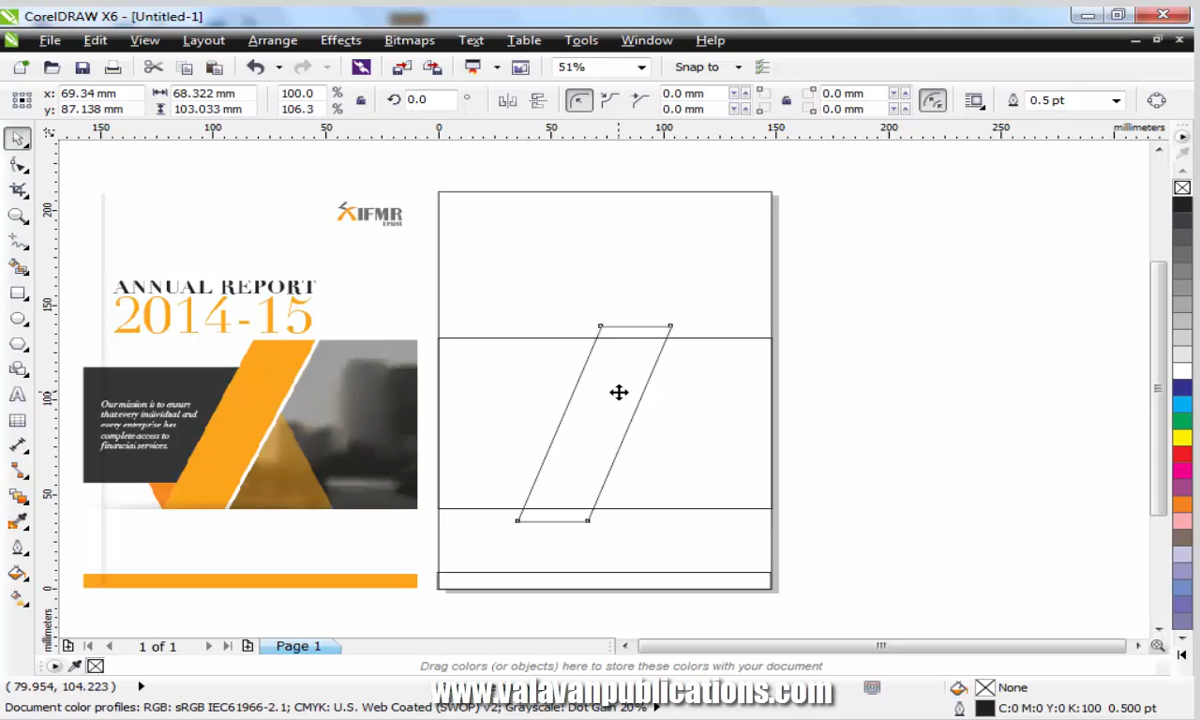 CorelDRAW X6 - [Untitled-1]
File Edit View Layout Arrange Effects Bitmaps Text Table Tools Window Help
51% Snap to
x: 69.34 mm 68.322 mm 100.0 % 0.0 ° 0.0 mm 0.0 mm 0.5 pt
y: 87.138 mm 103.033 mm 106.3 % 0.0 mm 0.0 mm
150 100 50 0 50 100 150 200 250 millimeters
200
150
100
50
0
millimeters
IFMR
TRUST
ANNUAL REPORT
2014-15
Our mission is to ensure
that every individual and
every enterprise has
complete access to
financial services.
1 of 1 Page 1
Drag colors (or objects) here to store these colors with your document
( 79.954, 104.223 ) None
www.valavanpublications.com
Document color profiles: RGB: sRGB IEC61966-2.1; CMYK: U.S. Web Coated (SWOP) v2; Grayscale: Dot Gain 20% C:0 M:0 Y:0 K:100 0.500 pt